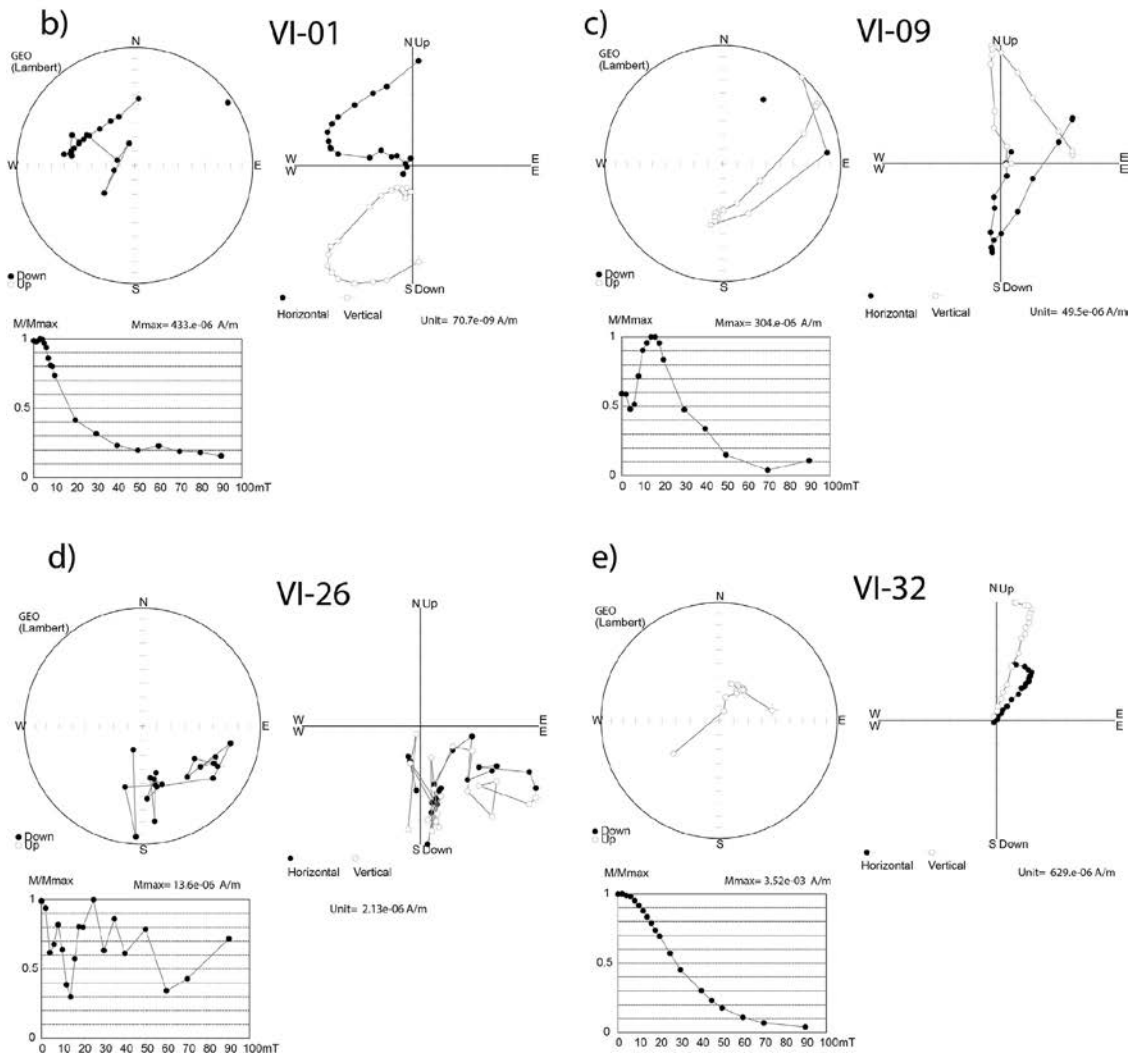 b)
VI-01
GEO
(Lambert)
N
W
E
S
Down
Up
N Up
W
W
E
E
S Down
Horizontal Vertical
Unit= 70.7e-09 A/m
M/Mmax
Mmax= 433.e-06 A/m
1
0.5
0
0 10 20 30 40 50 60 70 80 90 100mT
c)
VI-09
GEO
(Lambert)
N
W
E
S
Down
Up
N Up
W
W
E
E
S Down
Horizontal Vertical
Unit= 49.5e-06 A/m
M/Mmax
Mmax= 304.e-06 A/m
1
0.5
0
0 10 20 30 40 50 60 70 80 90 100mT
d)
VI-26
GEO
(Lambert)
N
W
E
S
Down
Up
N Up
W
W
E
E
S Down
Horizontal Vertical
Unit= 2.13e-06 A/m
M/Mmax
Mmax= 13.6e-06 A/m
1
0.5
0
0 10 20 30 40 50 60 70 80 90 100mT
e)
VI-32
GEO
(Lambert)
N
W
E
S
Down
Up
N Up
W
W
E
E
S Down
Horizontal Vertical
Unit= 629.e-06 A/m
M/Mmax
Mmax= 3.52e-03 A/m
1
0.5
0
0 10 20 30 40 50 60 70 80 90 100mT